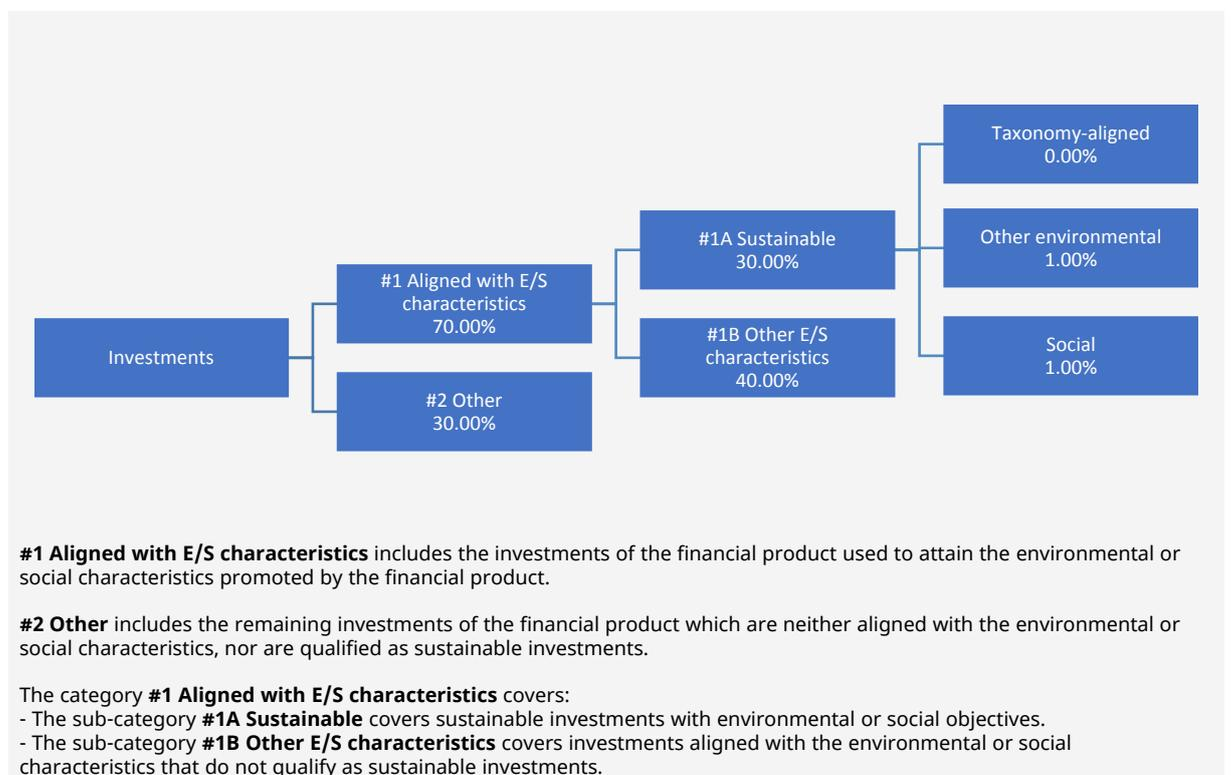 Taxonomy-aligned
0.00%
#1A Sustainable
30.00%
Other environmental
1.00%
#1 Aligned with E/S
characteristics
70.00%
Investments
#1B Other E/S
characteristics
40.00%
Social
1.00%
#2 Other
30.00%
#1 Aligned with E/S characteristics includes the investments of the financial product used to attain the environmental or
social characteristics promoted by the financial product.
#2 Other includes the remaining investments of the financial product which are neither aligned with the environmental or
social characteristics, nor are qualified as sustainable investments.
The category #1 Aligned with E/S characteristics covers:
- The sub-category #1A Sustainable covers sustainable investments with environmental or social objectives.
- The sub-category #1B Other E/S characteristics covers investments aligned with the environmental or social
characteristics that do not qualify as sustainable investments.